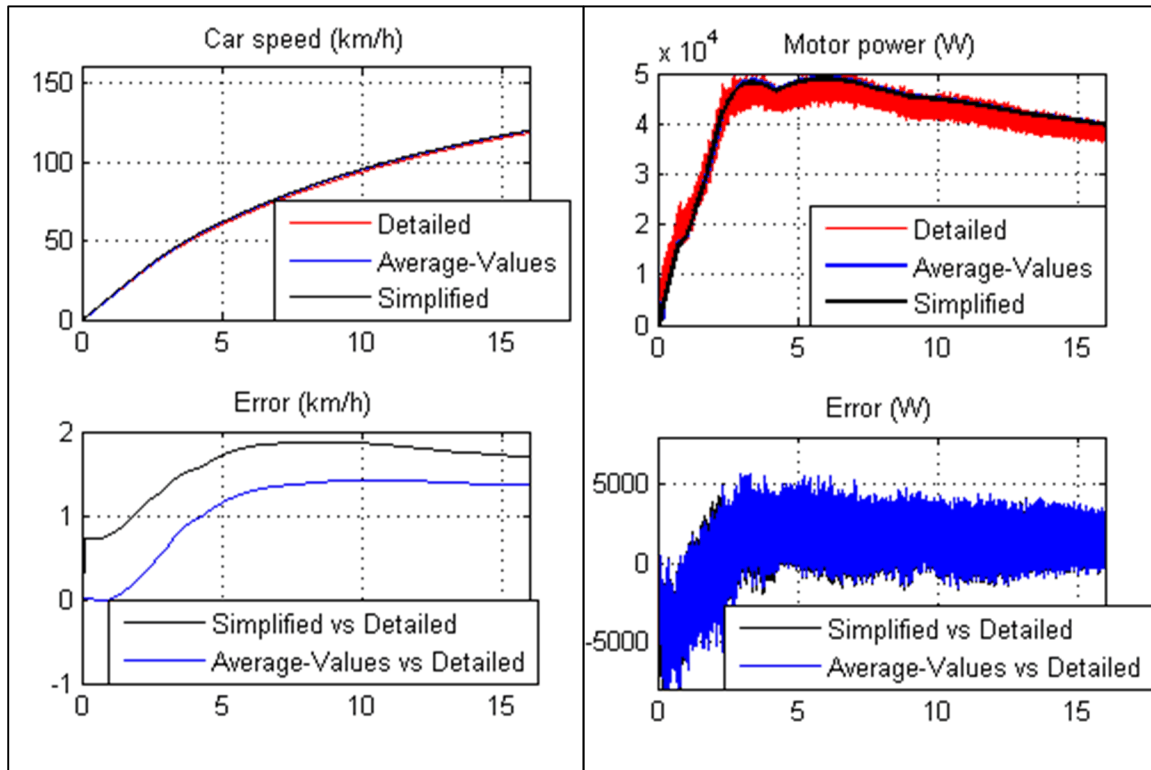 Car speed (km/h)
150
100
50
0
Detailed
Average-Values
Simplified
0 5 10 15
Error (km/h)
2
1
0
-1
Simplified vs Detailed
Average-Values vs Detailed
0 5 10 15
x 10^4
Motor power (W)
5
4
3
2
1
0
Detailed
Average-Values
Simplified
0 5 10 15
Error (W)
5000
0
-5000
Simplified vs Detailed
Average-Values vs Detailed
0 5 10 15